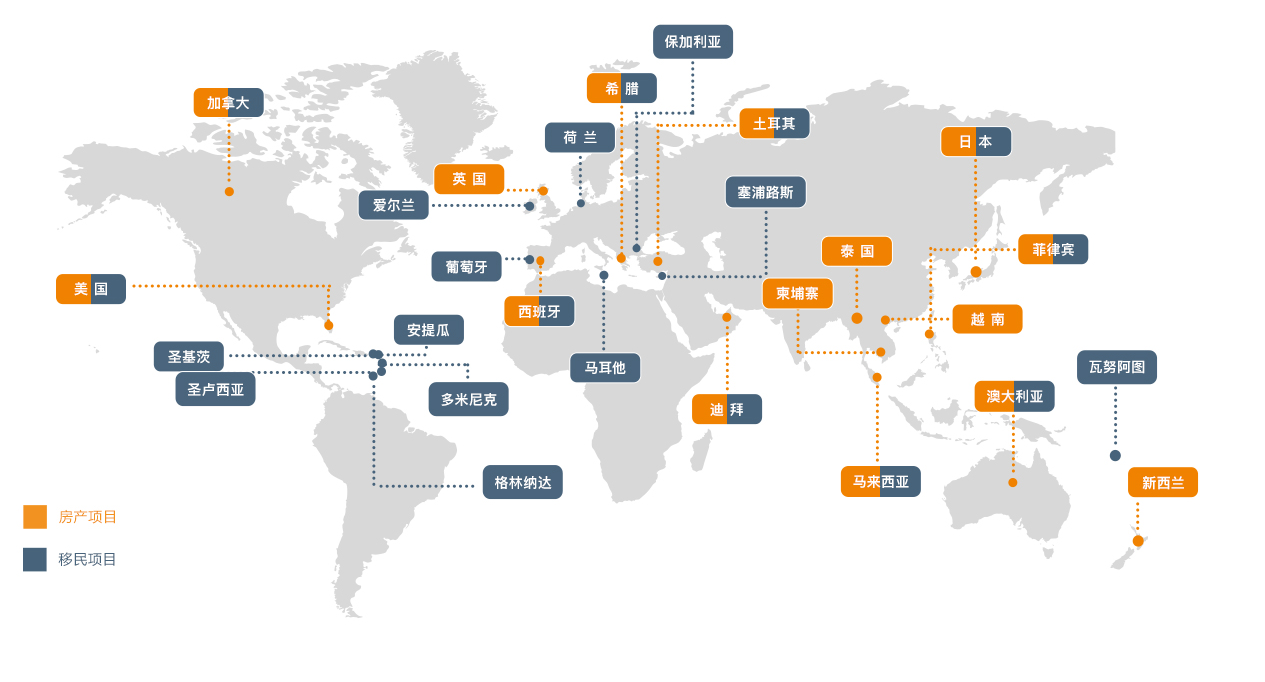 保加利亚
希 腊
加拿大
土耳其
荷 兰
日 本
英 国
塞浦路斯
爱尔兰
泰 国
菲律宾
葡萄牙
美 国
柬埔寨
西班牙
越 南
安提瓜
圣基茨
马耳他
瓦努阿图
圣卢西亚
多米尼克
迪 拜
澳大利亚
格林纳达
马来西亚
新西兰
房产项目
移民项目